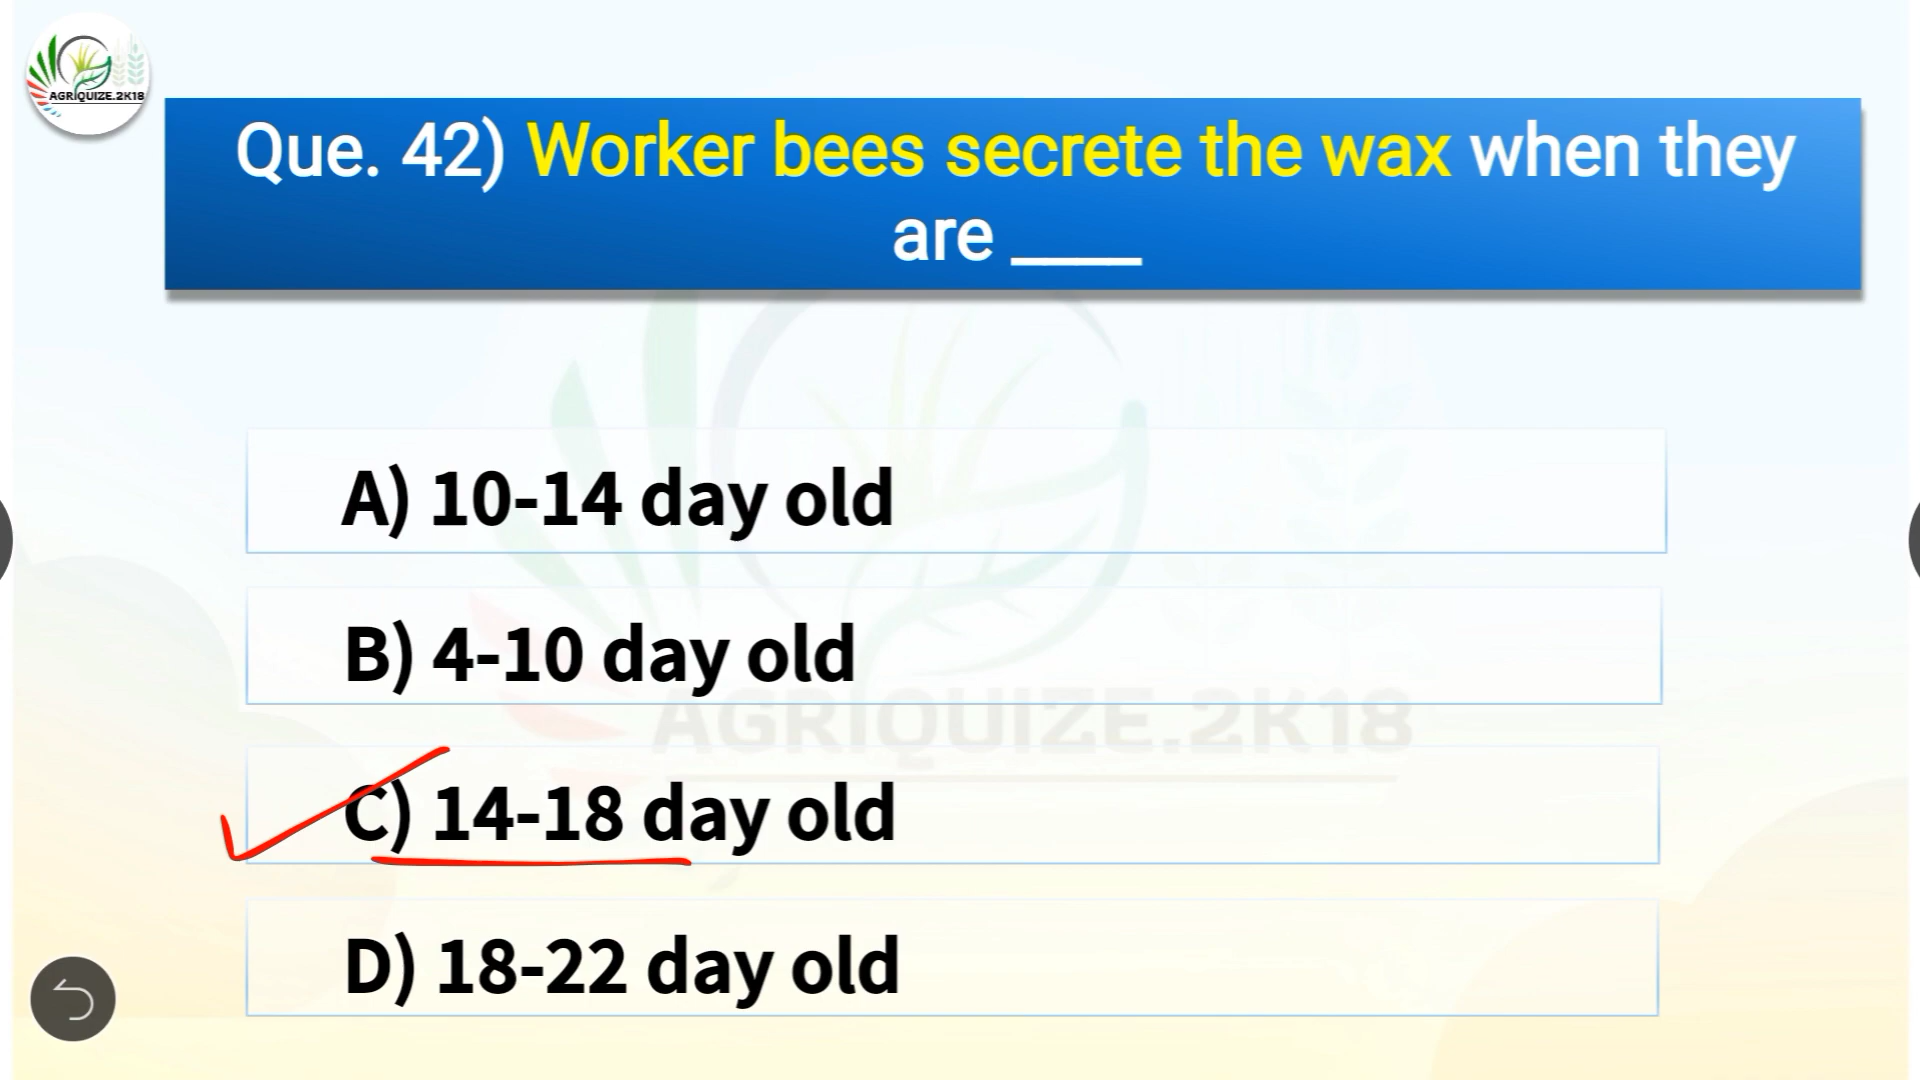 AGRIQUIZE.2K18
Que. 42) Worker bees secrete the wax when they
are ____
A) 10-14 day old
B) 4-10 day old
AGRIQUIZE.2K18
C) 14-18 day old
D) 18-22 day old